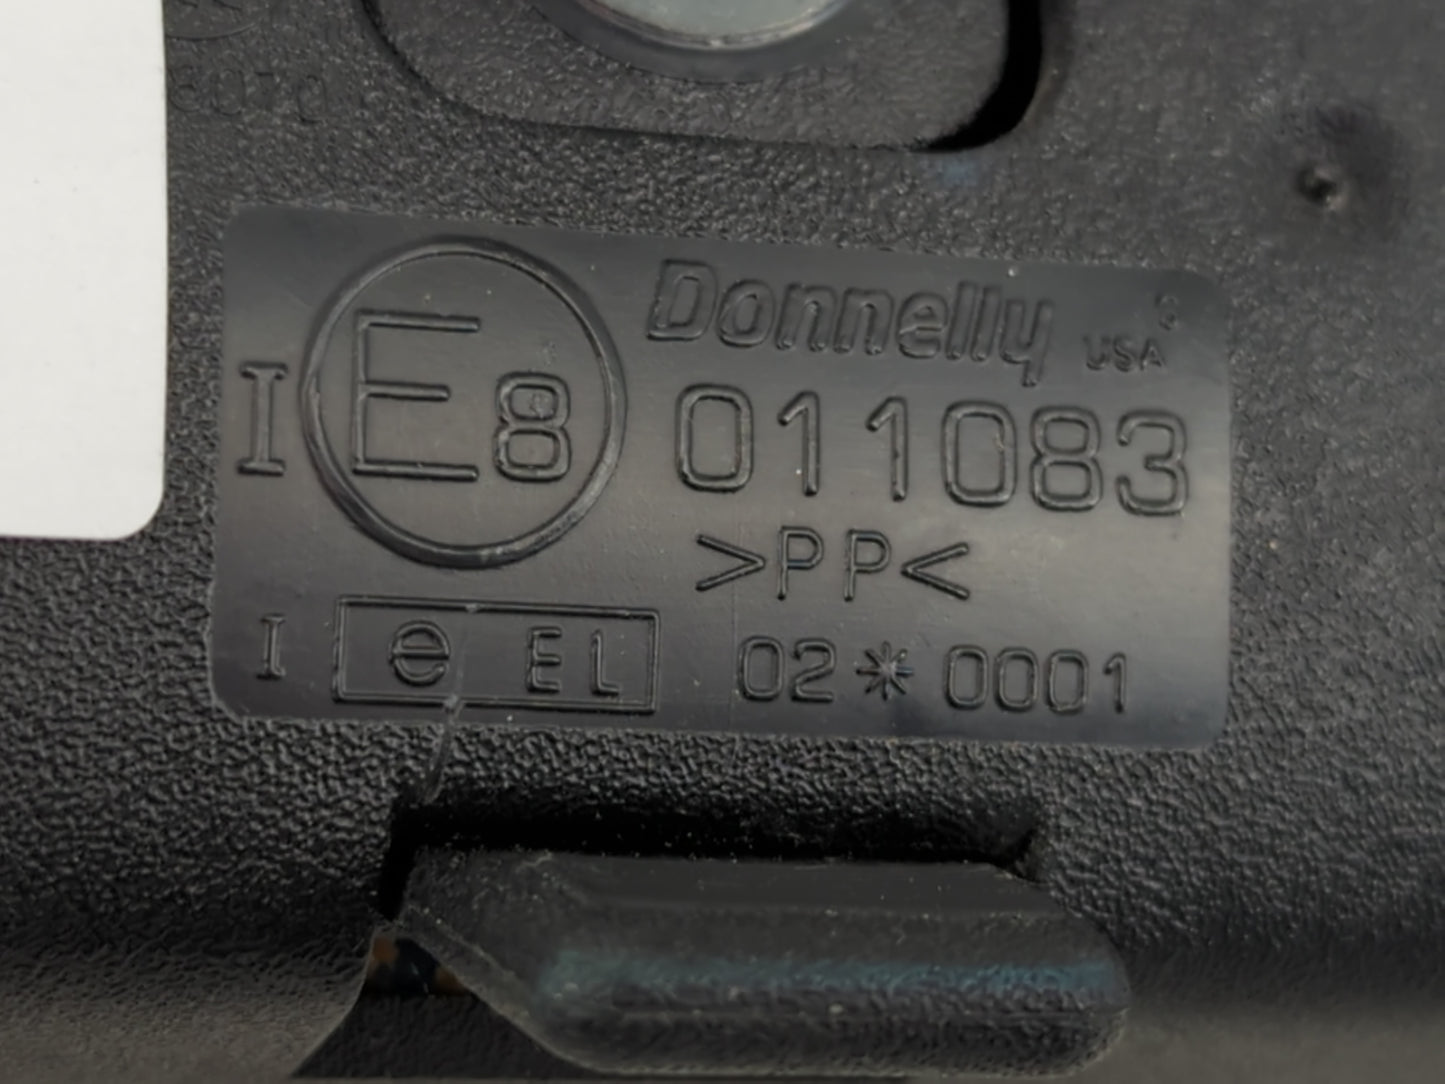 Donnelly USA
I E8 011083
>PP<
I e EL 02*0001